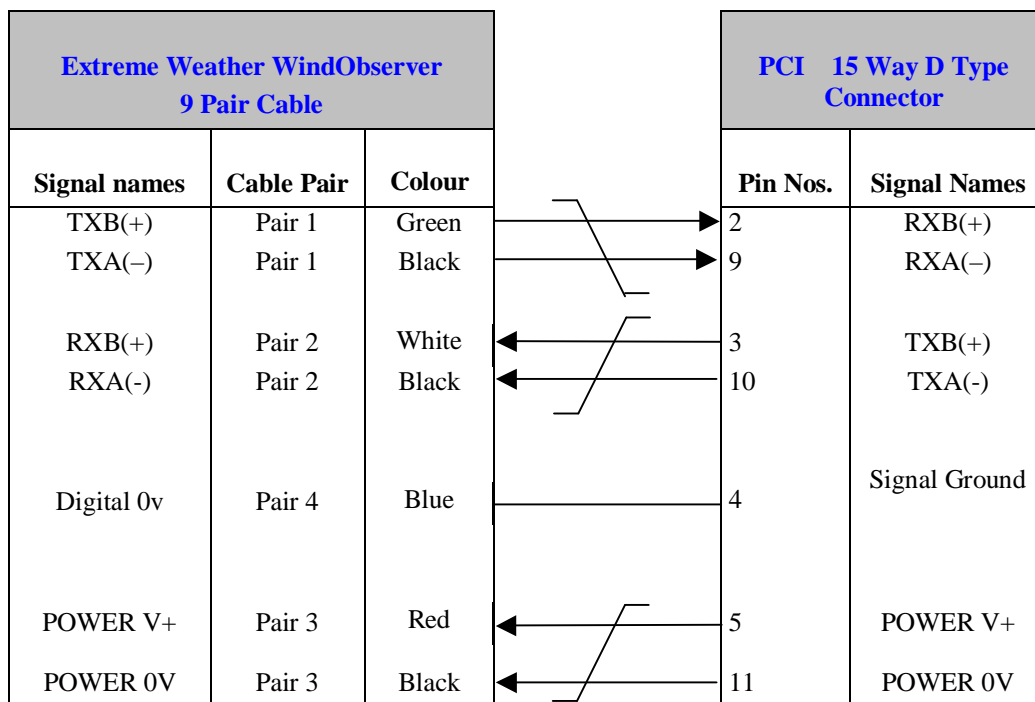 Extreme Weather WindObserver
9 Pair Cable
PCI 15 Way D Type
Connector
Signal names Cable Pair Colour Pin Nos. Signal Names
TXB(+) Pair 1 Green 2 RXB(+)
TXA(–) Pair 1 Black 9 RXA(–)
RXB(+) Pair 2 White 3 TXB(+)
RXA(-) Pair 2 Black 10 TXA(-)
Digital 0v Pair 4 Blue 4 Signal Ground
POWER V+ Pair 3 Red 5 POWER V+
POWER 0V Pair 3 Black 11 POWER 0V